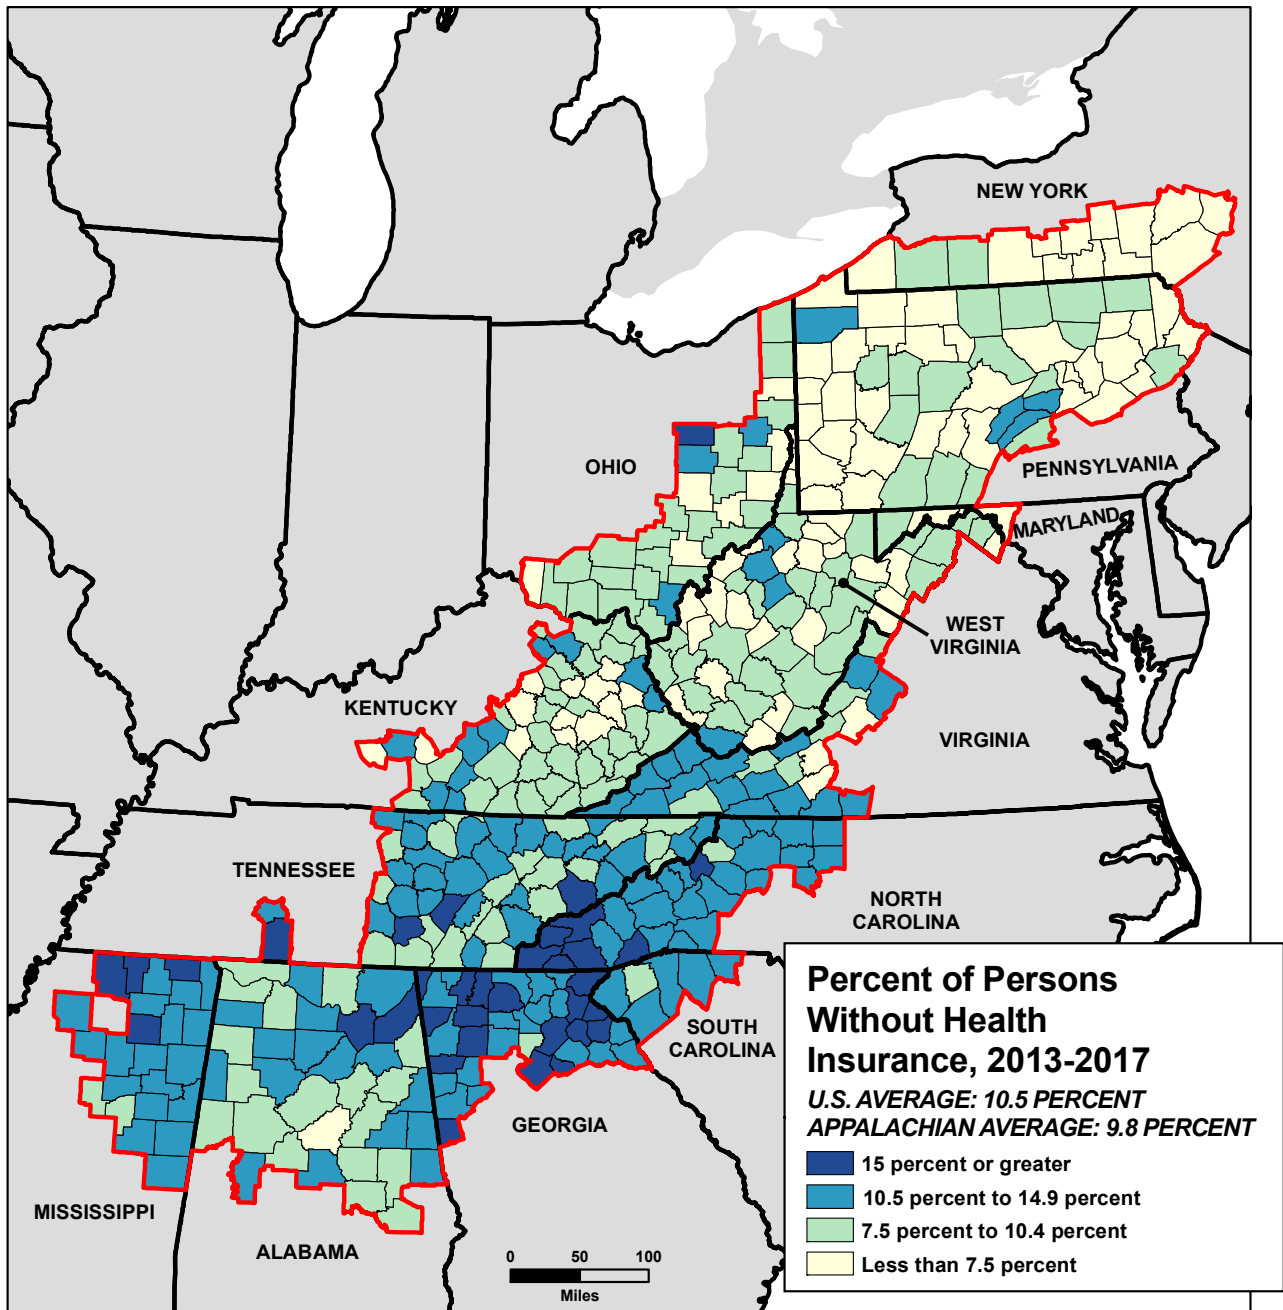 NEW YORK
OHIO
PENNSYLVANIA
MARYLAND
WEST
VIRGINIA
KENTUCKY
VIRGINIA
TENNESSEE
NORTH
CAROLINA
SOUTH
CAROLINA
GEORGIA
MISSISSIPPI
ALABAMA
Percent of Persons
Without Health
Insurance, 2013-2017
U.S. AVERAGE: 10.5 PERCENT
APPALACHIAN AVERAGE: 9.8 PERCENT
15 percent or greater
10.5 percent to 14.9 percent
7.5 percent to 10.4 percent
Less than 7.5 percent
0 50 100
Miles